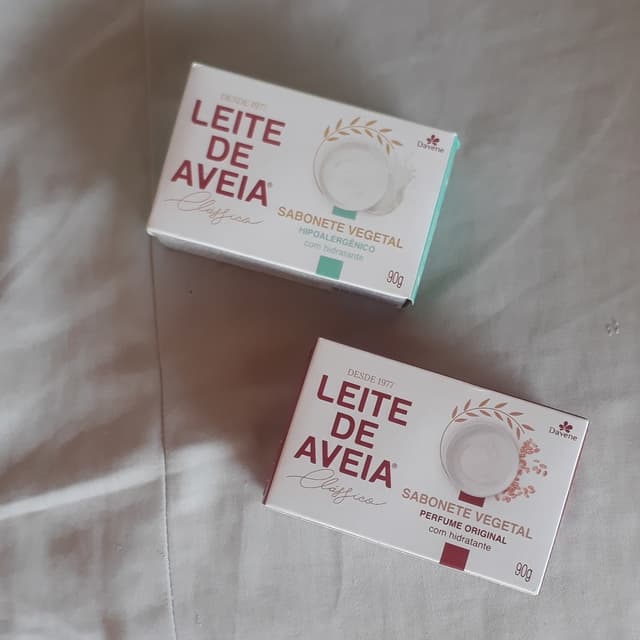 DESDE 1977
LEITE
DE
AVEIA®
Clássico
Davene
SABONETE VEGETAL
HIPOALERGÊNICO
com hidratante
90g
DESDE 1977
LEITE
DE
AVEIA®
Clássico
Davene
SABONETE VEGETAL
PERFUME ORIGINAL
com hidratante
90g